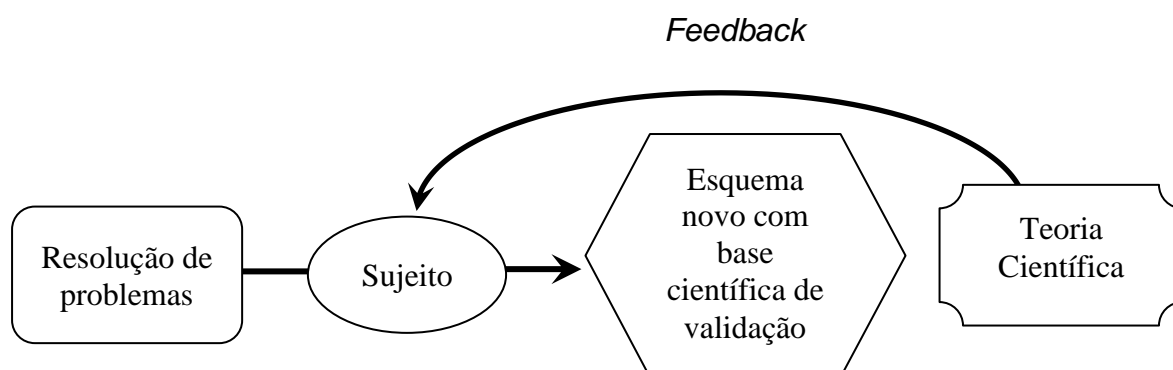 Feedback
Resolução de
problemas
Sujeito
Esquema
novo com
base
científica de
validação
Teoria
Científica